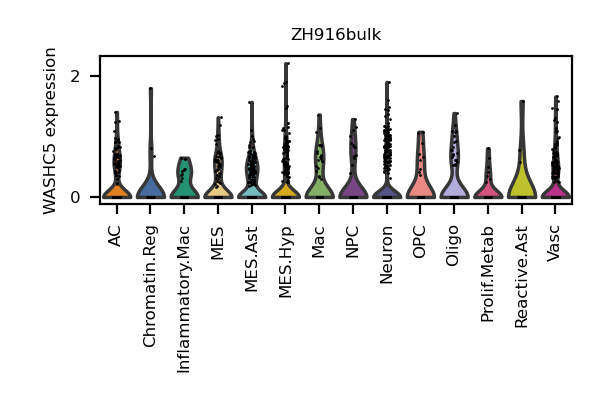 ZH916bulk
WASHC5 expression
2
0
AC
Chromatin.Reg
Inflammatory.Mac
MES
MES.Ast
MES.Hyp
Mac
NPC
Neuron
OPC
Oligo
Prolif.Metab
Reactive.Ast
Vasc